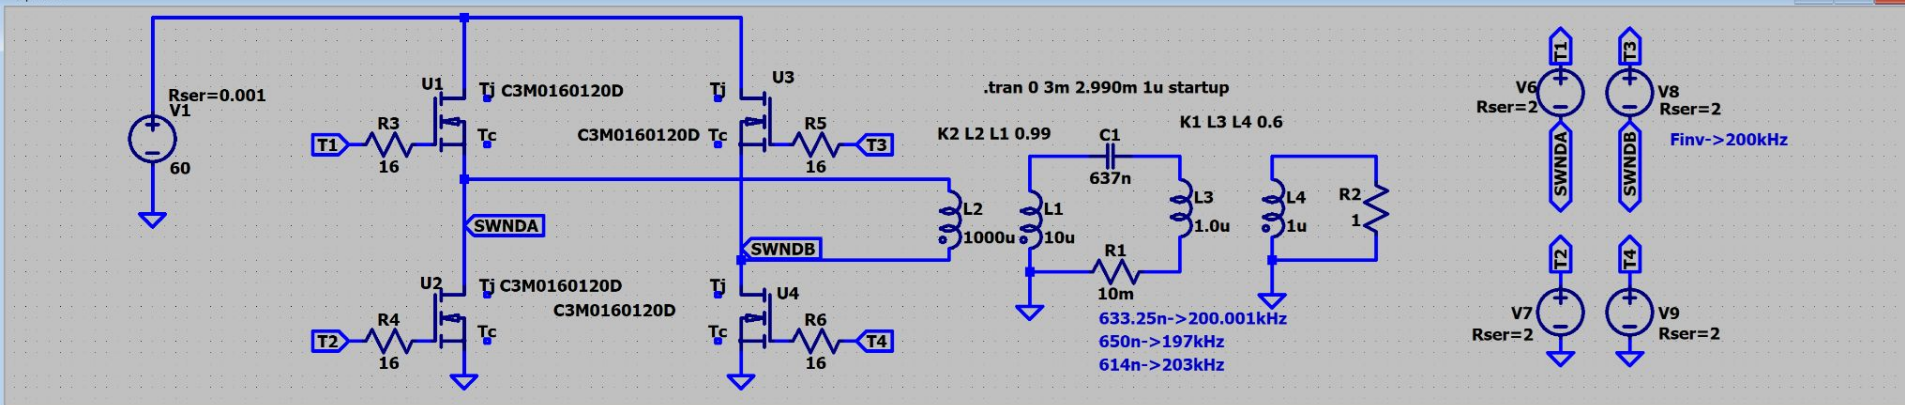 Rser=0.001
V1
60
U1
Tj
C3M0160120D
Tc
R3
T1
16
U3
Tj
C3M0160120D
Tc
R5
T3
16
SWNDA
SWNDB
U2
Tj
C3M0160120D
Tc
R4
T2
16
C3M0160120D
Tj
U4
Tc
R6
T4
16
.tran 0 3m 2.990m 1u startup
K2 L2 L1 0.99
C1
637n
K1 L3 L4 0.6
L2
1000u
L1
10u
L3
1.0u
L4
1u
R2
1
R1
10m
633.25n->200.001kHz
650n->197kHz
614n->203kHz
T1
V6
Rser=2
SWNDA
T3
V8
Rser=2
SWNDB
Finv->200kHz
T2
V7
Rser=2
T4
V9
Rser=2